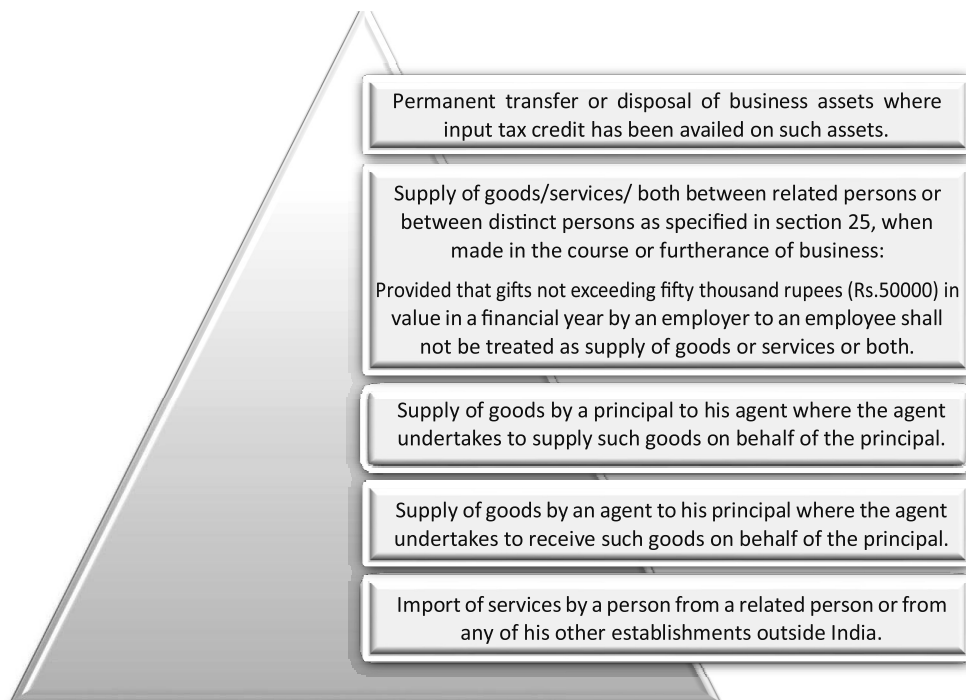 Permanent transfer or disposal of business assets where
input tax credit has been availed on such assets.
Supply of goods/services/ both between related persons or
between distinct persons as specified in section 25, when
made in the course or furtherance of business:
Provided that gifts not exceeding fifty thousand rupees (Rs.50000) in
value in a financial year by an employer to an employee shall
not be treated as supply of goods or services or both.
Supply of goods by a principal to his agent where the agent
undertakes to supply such goods on behalf of the principal.
Supply of goods by an agent to his principal where the agent
undertakes to receive such goods on behalf of the principal.
Import of services by a person from a related person or from
any of his other establishments outside India.